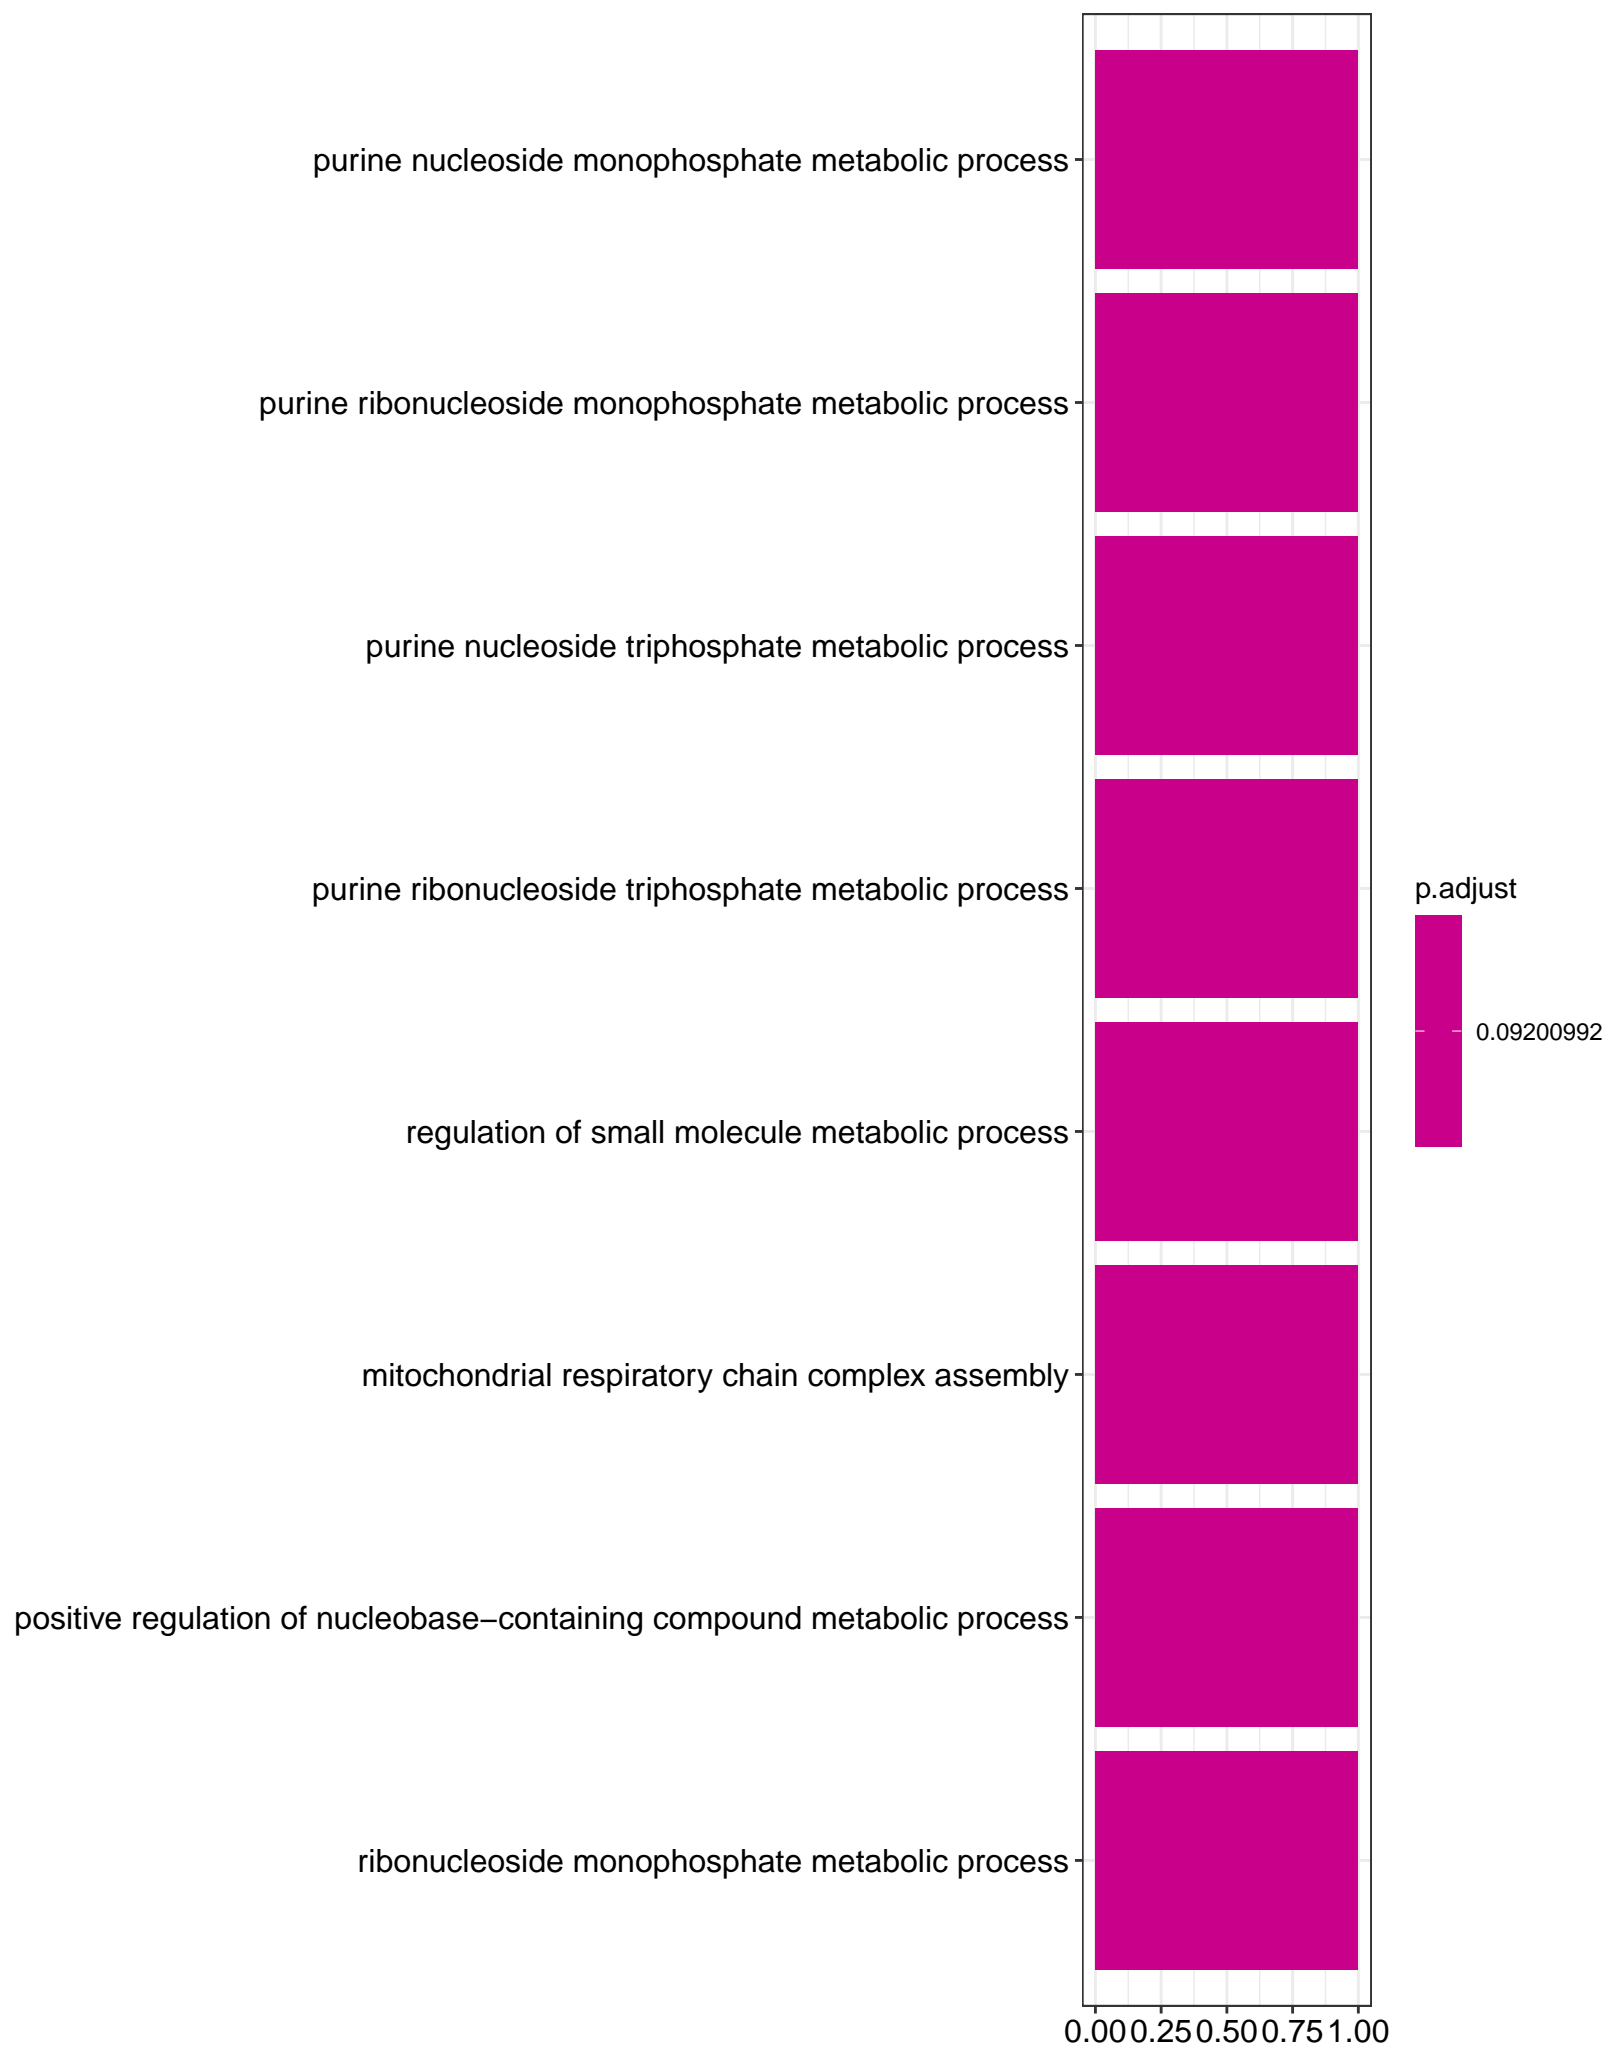 purine nucleoside monophosphate metabolic process
purine ribonucleoside monophosphate metabolic process
purine nucleoside triphosphate metabolic process
purine ribonucleoside triphosphate metabolic process
regulation of small molecule metabolic process
mitochondrial respiratory chain complex assembly
positive regulation of nucleobase−containing compound metabolic process
ribonucleoside monophosphate metabolic process
0.00 0.25 0.50 0.75 1.00
p.adjust
0.09200992